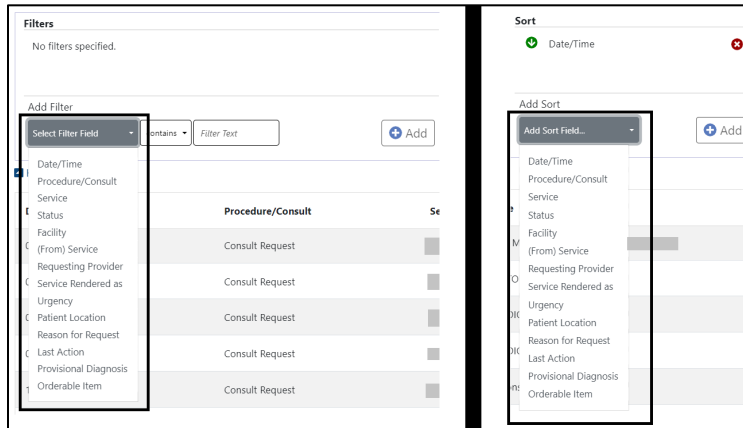 Filters
No filters specified.
Add Filter
Select Filter Field
contains
Filter Text
Add
Date/Time
Procedure/Consult
Service
Status
Facility
(From) Service
Requesting Provider
Service Rendered as
Urgency
Patient Location
Reason for Request
Last Action
Provisional Diagnosis
Orderable Item
Procedure/Consult
Se
Consult Request
Consult Request
Consult Request
Consult Request
Consult Request
Sort
Date/Time
Add Sort
Add Sort Field...
Add
Date/Time
Procedure/Consult
Service
Status
Facility
(From) Service
Requesting Provider
Service Rendered as
Urgency
Patient Location
Reason for Request
Last Action
Provisional Diagnosis
Orderable Item